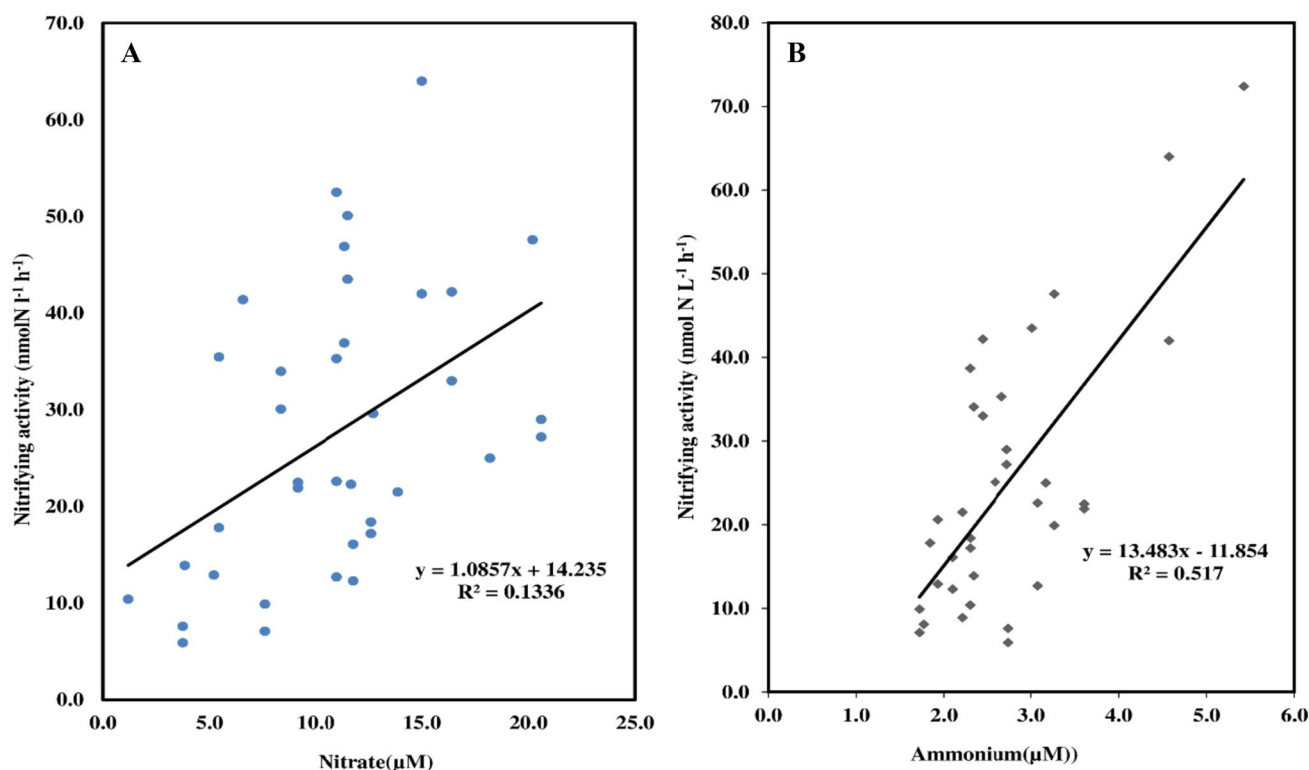 A
70.0
60.0
50.0
40.0
30.0
20.0
10.0
0.0
Nitrifying activity (nmolN l⁻¹ h⁻¹)
y = 1.0857x + 14.235
R² = 0.1336
0.0 5.0 10.0 15.0 20.0 25.0
Nitrate(µM)
B
80.0
70.0
60.0
50.0
40.0
30.0
20.0
10.0
0.0
Nitrifying activity (nmol N L⁻¹ h⁻¹)
y = 13.483x - 11.854
R² = 0.517
0.0 1.0 2.0 3.0 4.0 5.0 6.0
Ammonium(µM))